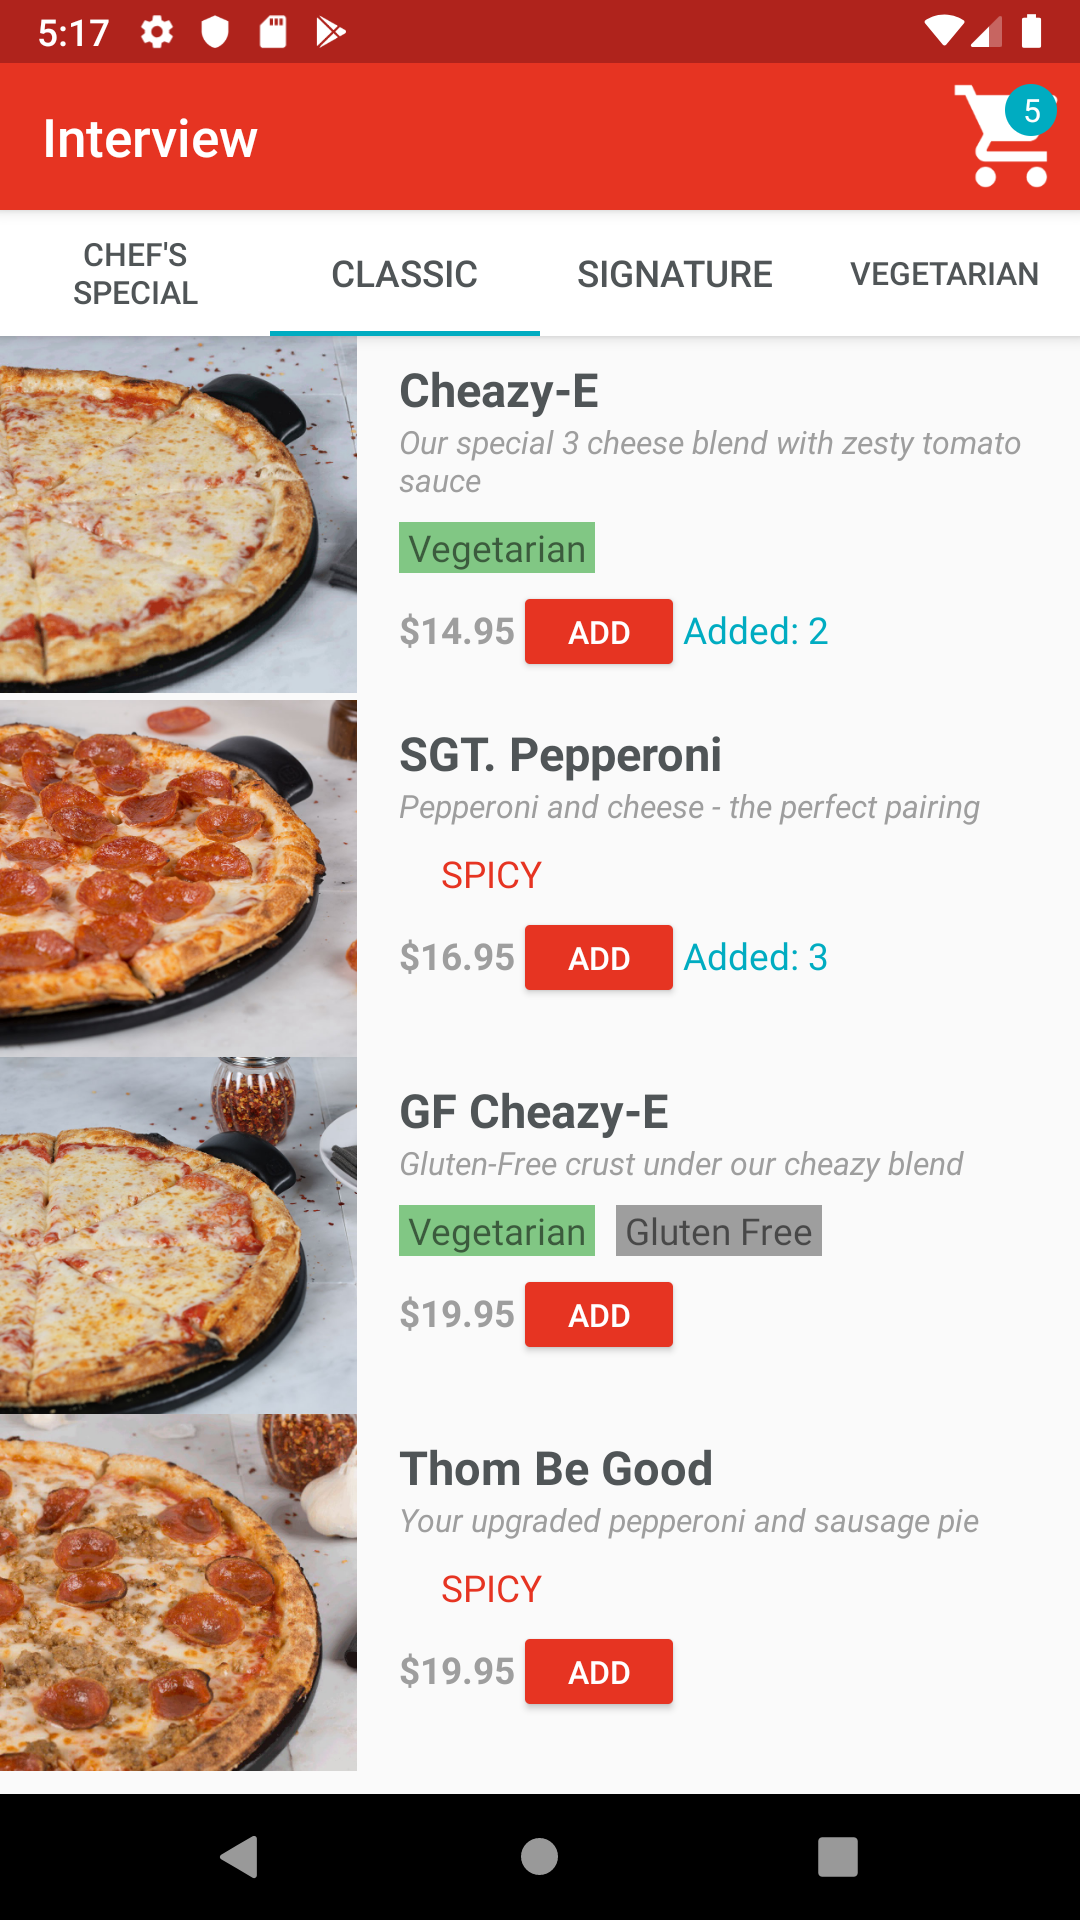 5:17
Interview
5
CHEF'S
SPECIAL
CLASSIC
SIGNATURE
VEGETARIAN
Cheazy-E
Our special 3 cheese blend with zesty tomato
sauce
Vegetarian
$14.95 ADD Added: 2
SGT. Pepperoni
Pepperoni and cheese - the perfect pairing
SPICY
$16.95 ADD Added: 3
GF Cheazy-E
Gluten-Free crust under our cheazy blend
Vegetarian Gluten Free
$19.95 ADD
Thom Be Good
Your upgraded pepperoni and sausage pie
SPICY
$19.95 ADD